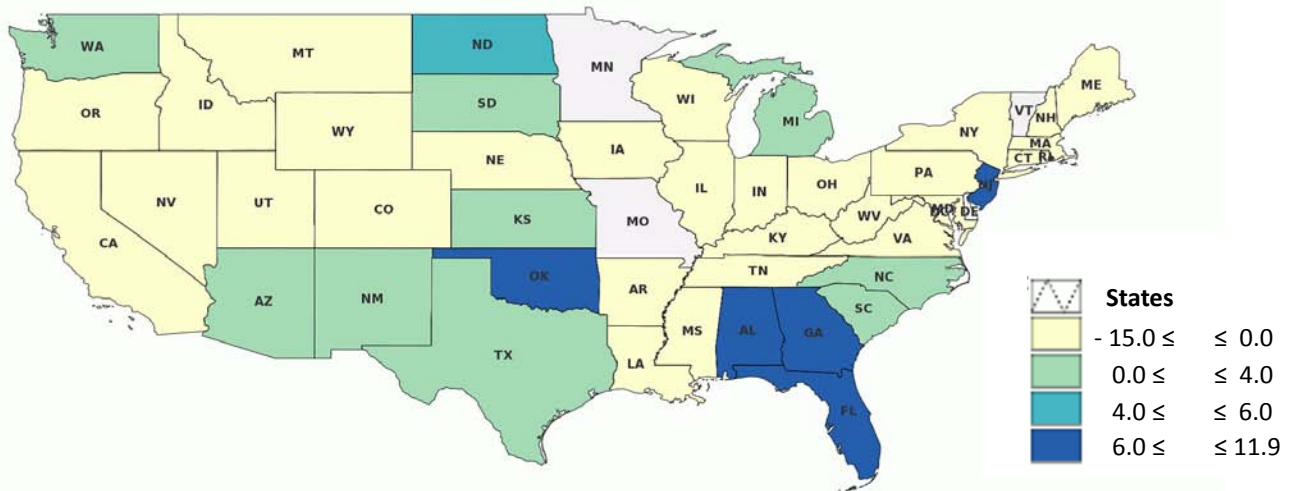 WA
MT
ND
MN
OR
ID
SD
WI
MI
ME
VT
NH
WY
NY
MA
CT
NE
IA
PA
NJ
NV
UT
CO
IL
IN
OH
MD
DE
KS
MO
WV
VA
CA
KY
AZ
NM
OK
AR
TN
NC
SC
TX
LA
MS
AL
GA
FL
States
- 15.0 ≤ ≤ 0.0
0.0 ≤ ≤ 4.0
4.0 ≤ ≤ 6.0
6.0 ≤ ≤ 11.9